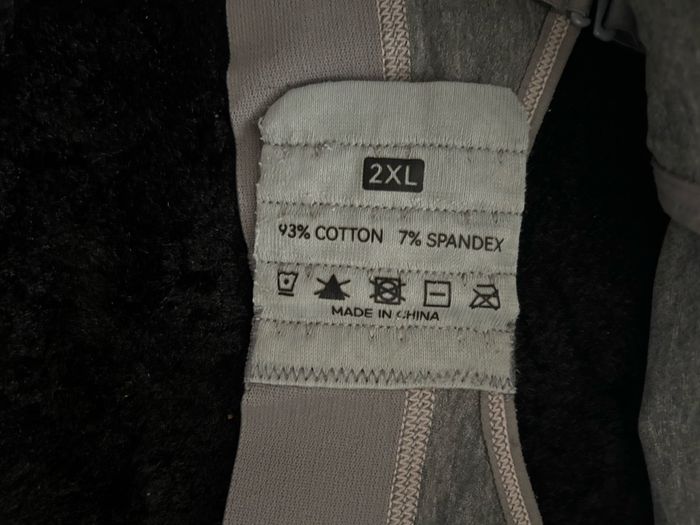 2XL
93% COTTON 7% SPANDEX
MADE IN CHINA